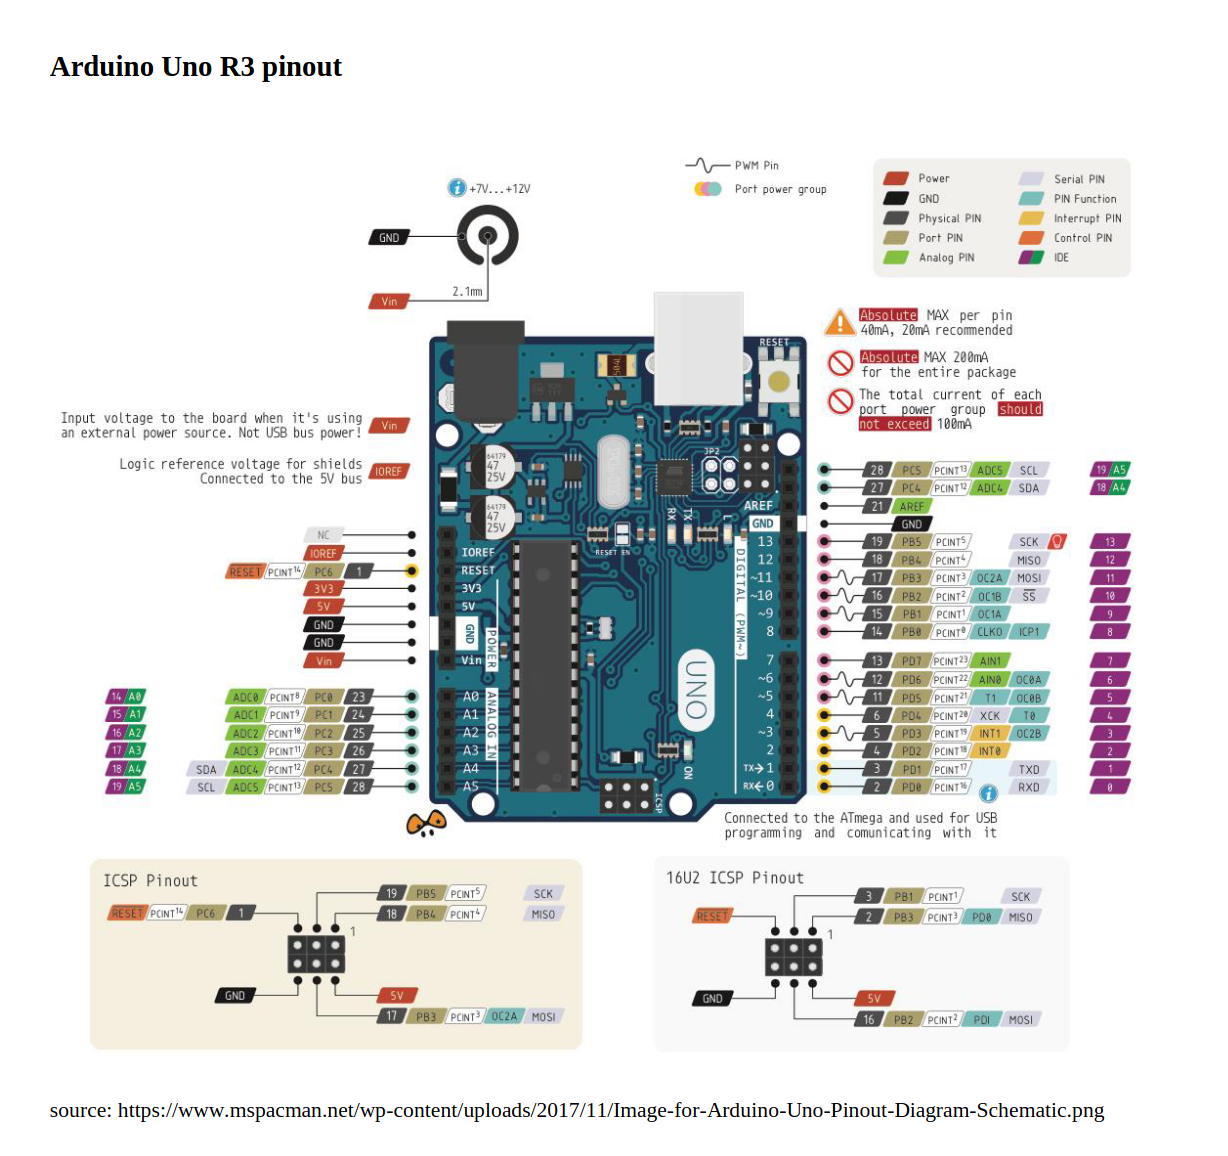 Arduino Uno R3 pinout
PWM Pin
Port power group
Power
GND
Physical PIN
Port PIN
Analog PIN
Serial PIN
PIN Function
Interrupt PIN
Control PIN
IDE
+7V...+12V
GND
2.1mm
Vin
Absolute MAX per pin
40mA, 20mA recommended
Absolute MAX 200mA
for the entire package
The total current of each
port power group should
not exceed 100mA
Input voltage to the board when it's using
an external power source. Not USB bus power!
Vin
Logic reference voltage for shields
Connected to the 5V bus
IOREF
NC
IOREF
RESET PCINT14 PC6 1
3V3
5V
GND
GND
Vin
14 A0 ADC0 PCINT8 PC0 23
15 A1 ADC1 PCINT9 PC1 24
16 A2 ADC2 PCINT10 PC2 25
17 A3 ADC3 PCINT11 PC3 26
18 A4 SDA ADC4 PCINT12 PC4 27
19 A5 SCL ADC5 PCINT13 PC5 28
RESET
64179
47
25V
64179
47
25V
JP2
RX
TX
L
RESET EN
IOREF
RESET
3V3
5V
GND
Vin
POWER
A0
A1
A2
A3
A4
A5
ANALOG IN
UNO
ON
ICSP
DIGITAL (PWM~)
AREF
GND
13
12
~11
~10
~9
8
7
~6
~5
4
~3
2
TX→1
RX←0
28 PC5 PCINT13 ADC5 SCL 19 A5
27 PC4 PCINT12 ADC4 SDA 18 A4
21 AREF
GND
19 PB5 PCINT5 SCK 13
18 PB4 PCINT4 MISO 12
17 PB3 PCINT3 OC2A MOSI 11
16 PB2 PCINT2 OC1B SS 10
15 PB1 PCINT1 OC1A 9
14 PB0 PCINT0 CLKO ICP1 8
13 PD7 PCINT23 AIN1 7
12 PD6 PCINT22 AIN0 OC0A 6
11 PD5 PCINT21 T1 OC0B 5
6 PD4 PCINT20 XCK T0 4
5 PD3 PCINT19 INT1 OC2B 3
4 PD2 PCINT18 INT0 2
3 PD1 PCINT17 TXD 1
2 PD0 PCINT16 RXD 0
Connected to the ATmega and used for USB
programming and comunicating with it
ICSP Pinout
19 PB5 PCINT5 SCK
RESET PCINT14 PC6 1
18 PB4 PCINT4 MISO
1
GND
5V
17 PB3 PCINT3 OC2A MOSI
16U2 ICSP Pinout
3 PB1 PCINT1 SCK
RESET
2 PB3 PCINT3 PD0 MISO
1
GND
5V
16 PB2 PCINT2 PDI MOSI
source: https://www.mspacman.net/wp-content/uploads/2017/11/Image-for-Arduino-Uno-Pinout-Diagram-Schematic.png